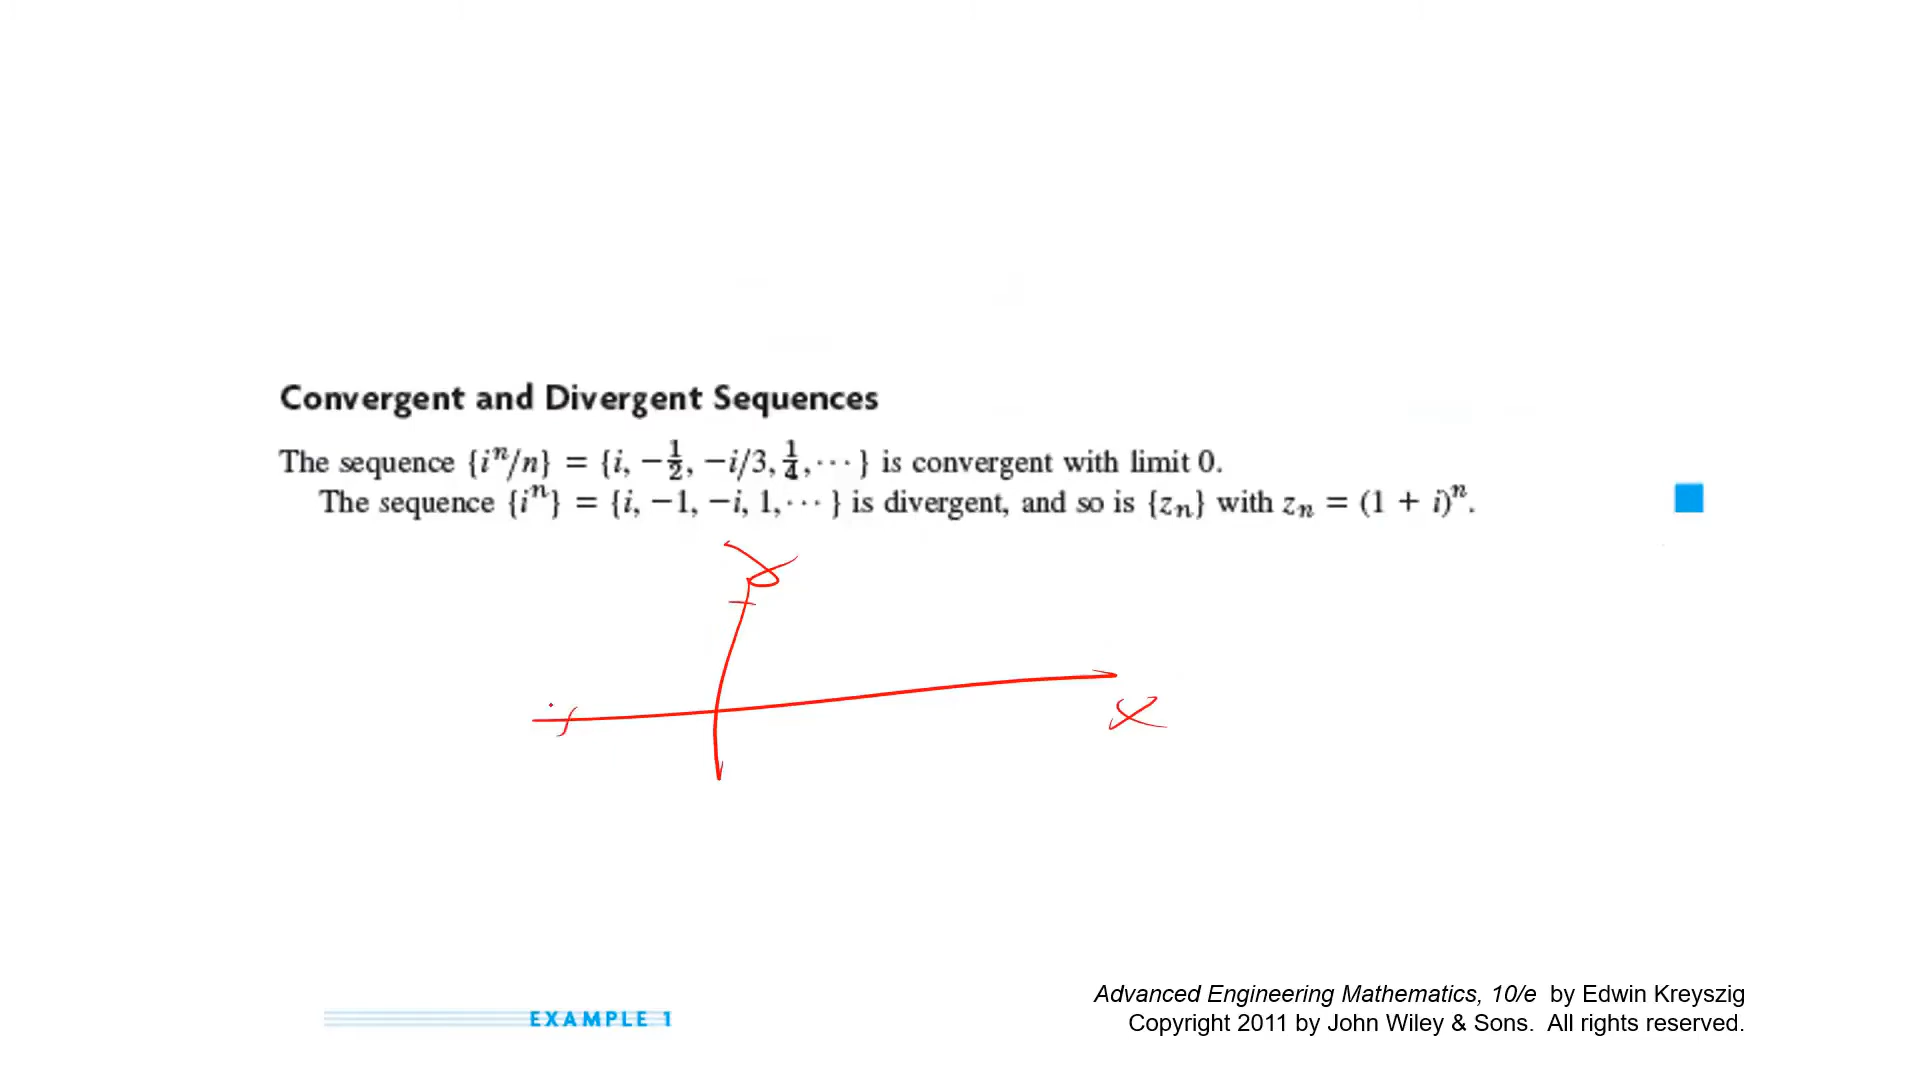 Convergent and Divergent Sequences
The sequence {iⁿ/n} = {i, −1/2, −i/3, 1/4, ⋯} is convergent with limit 0.
The sequence {iⁿ} = {i, −1, −i, 1, ⋯} is divergent, and so is {zₙ} with zₙ = (1 + i)ⁿ.
y
x
Advanced Engineering Mathematics, 10/e by Edwin Kreyszig
EXAMPLE 1
Copyright 2011 by John Wiley & Sons. All rights reserved.